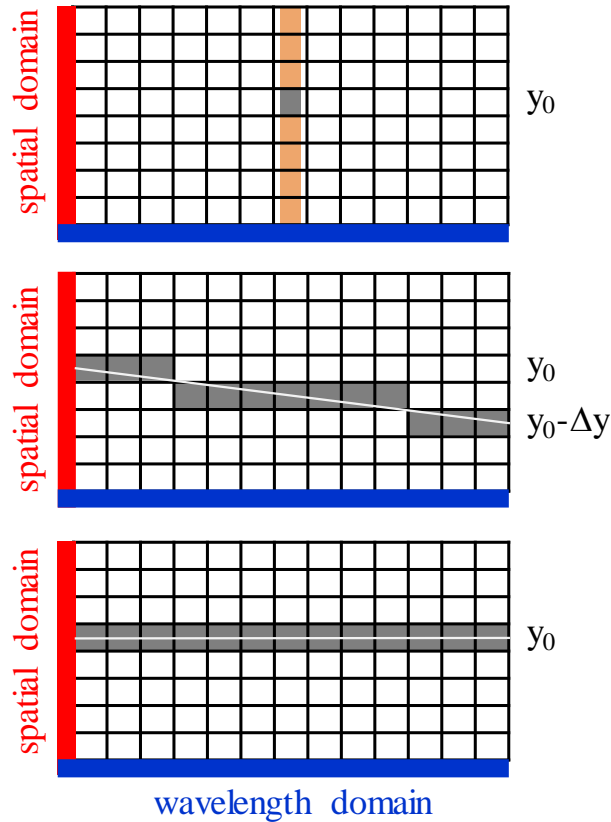 spatial domain
y₀
spatial domain
y₀
y₀-Δy
spatial domain
y₀
wavelength domain